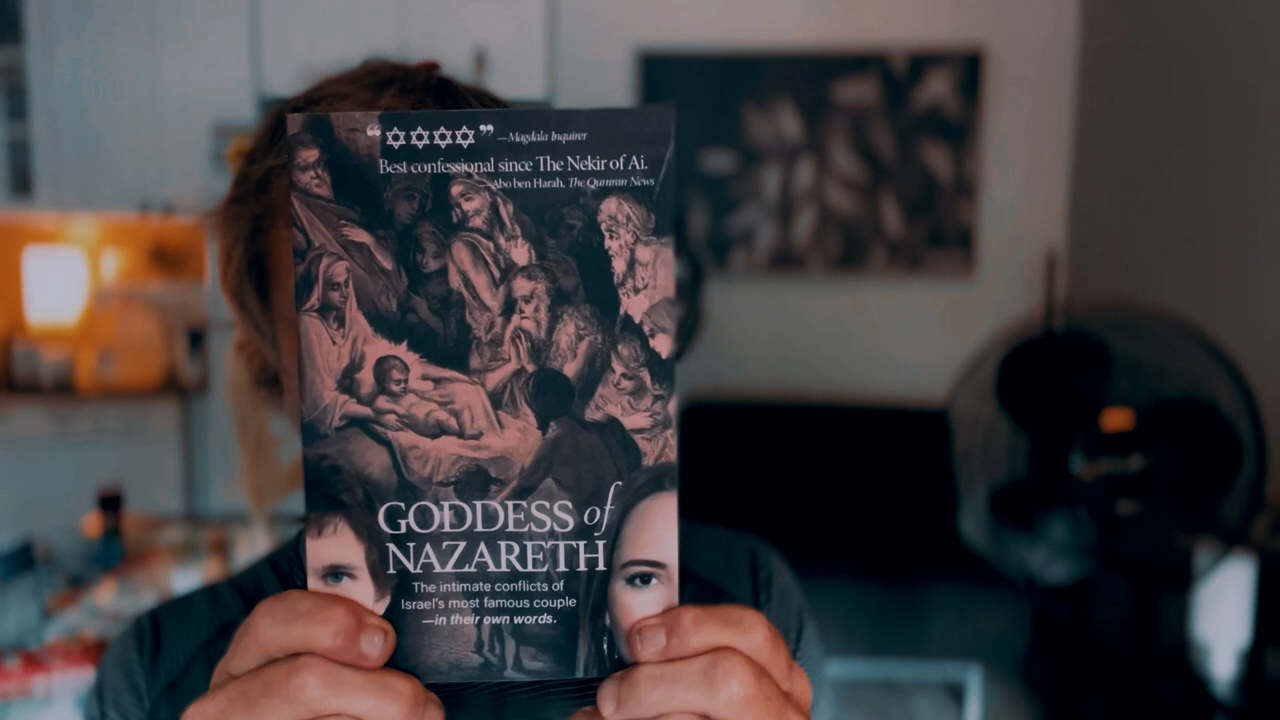 “✡✡✡✡” —Magdala Inquirer
Best confessional since The Nekir of Ai.
—Abo ben Harah, The Qumran News
GODDESS of
NAZARETH
The intimate conflicts of
Israel's most famous couple
—in their own words.